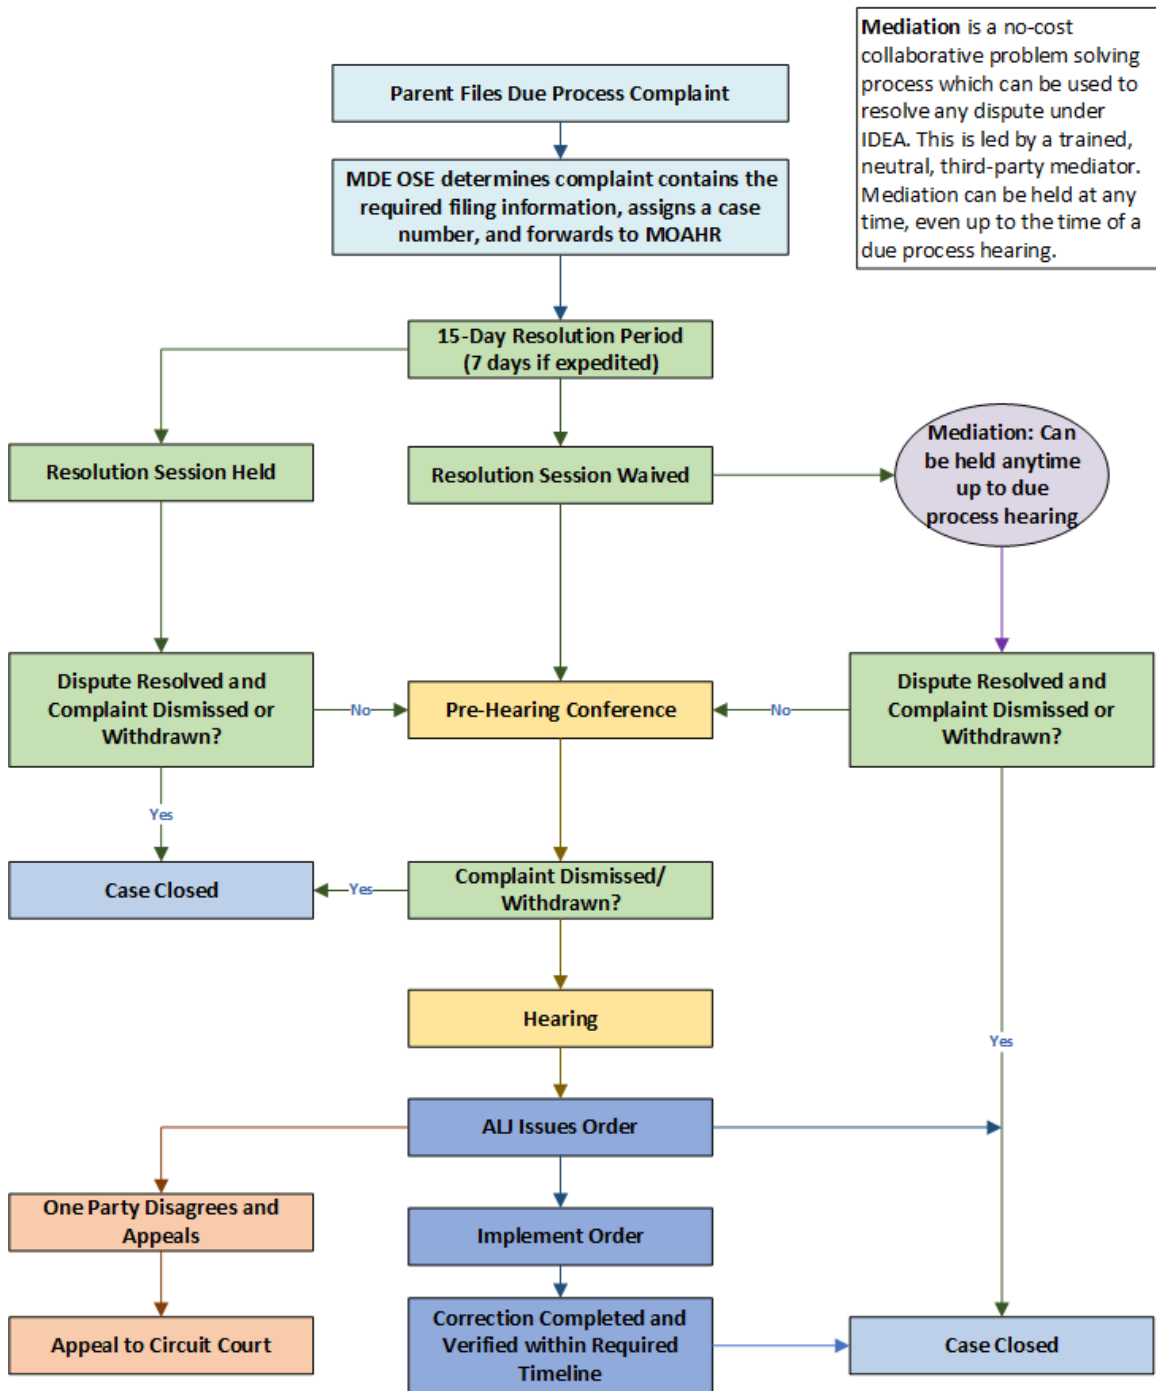 Mediation is a no-cost
collaborative problem solving
process which can be used to
resolve any dispute under
IDEA. This is led by a trained,
neutral, third-party mediator.
Mediation can be held at any
time, even up to the time of a
due process hearing.
Parent Files Due Process Complaint
MDE OSE determines complaint contains the
required filing information, assigns a case
number, and forwards to MOAHR
15-Day Resolution Period
(7 days if expedited)
Resolution Session Held
Resolution Session Waived
Mediation: Can
be held anytime
up to due
process hearing
Dispute Resolved and
Complaint Dismissed or
Withdrawn?
No
Pre-Hearing Conference
No
Dispute Resolved and
Complaint Dismissed or
Withdrawn?
Yes
Case Closed
Yes
Complaint Dismissed/
Withdrawn?
Hearing
Yes
ALJ Issues Order
One Party Disagrees and
Appeals
Implement Order
Appeal to Circuit Court
Correction Completed and
Verified within Required
Timeline
Case Closed